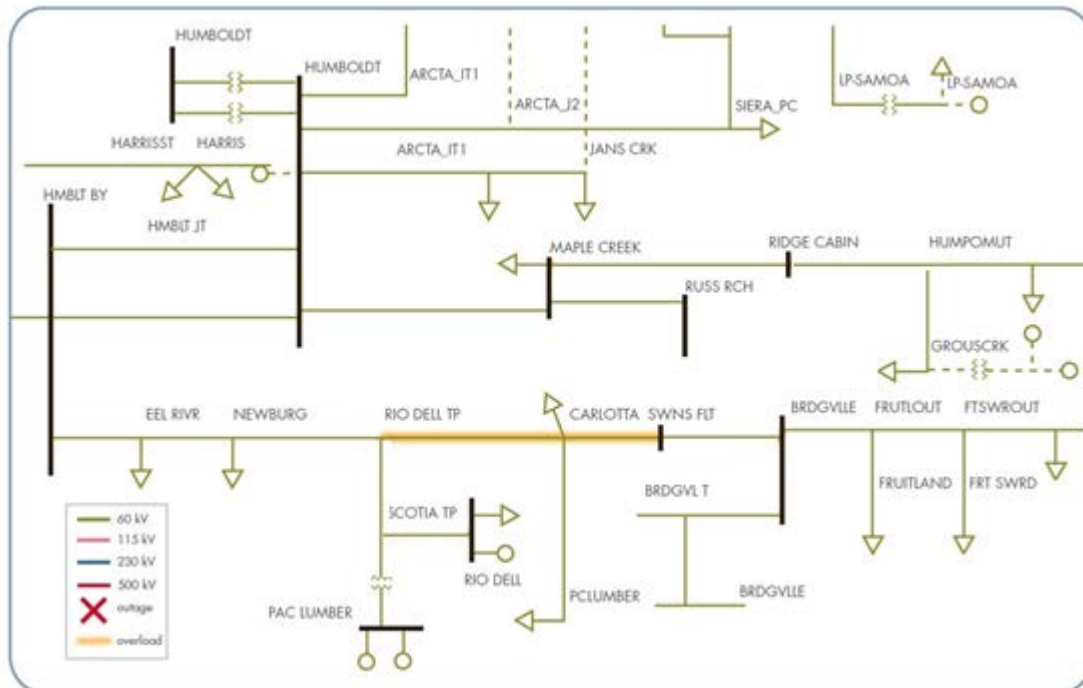 HUMBOLDT
HUMBOLDT
ARCTA_IT1
LP-SAMOA
LP-SAMOA
ARCTA_J2
SIERA_PC
HARRISST
HARRIS
ARCTA_IT1
JANS CRK
HMBLT BY
HMBLT JT
MAPLE CREEK
RIDGE CABIN
HUMPOMUT
RUSS RCH
GROUSCRK
EEL RIVR
NEWBURG
RIO DELL TP
CARLOTTA
SWNS FLT
BRDGVLLE
FRUTLOUT
FTSWROUT
BRDGVL T
FRUITLAND
FRT SWRD
SCOTIA TP
RIO DELL
PAC LUMBER
PCLUMBER
BRDGVLLE
60 kV
115 kV
230 kV
500 kV
outage
overload